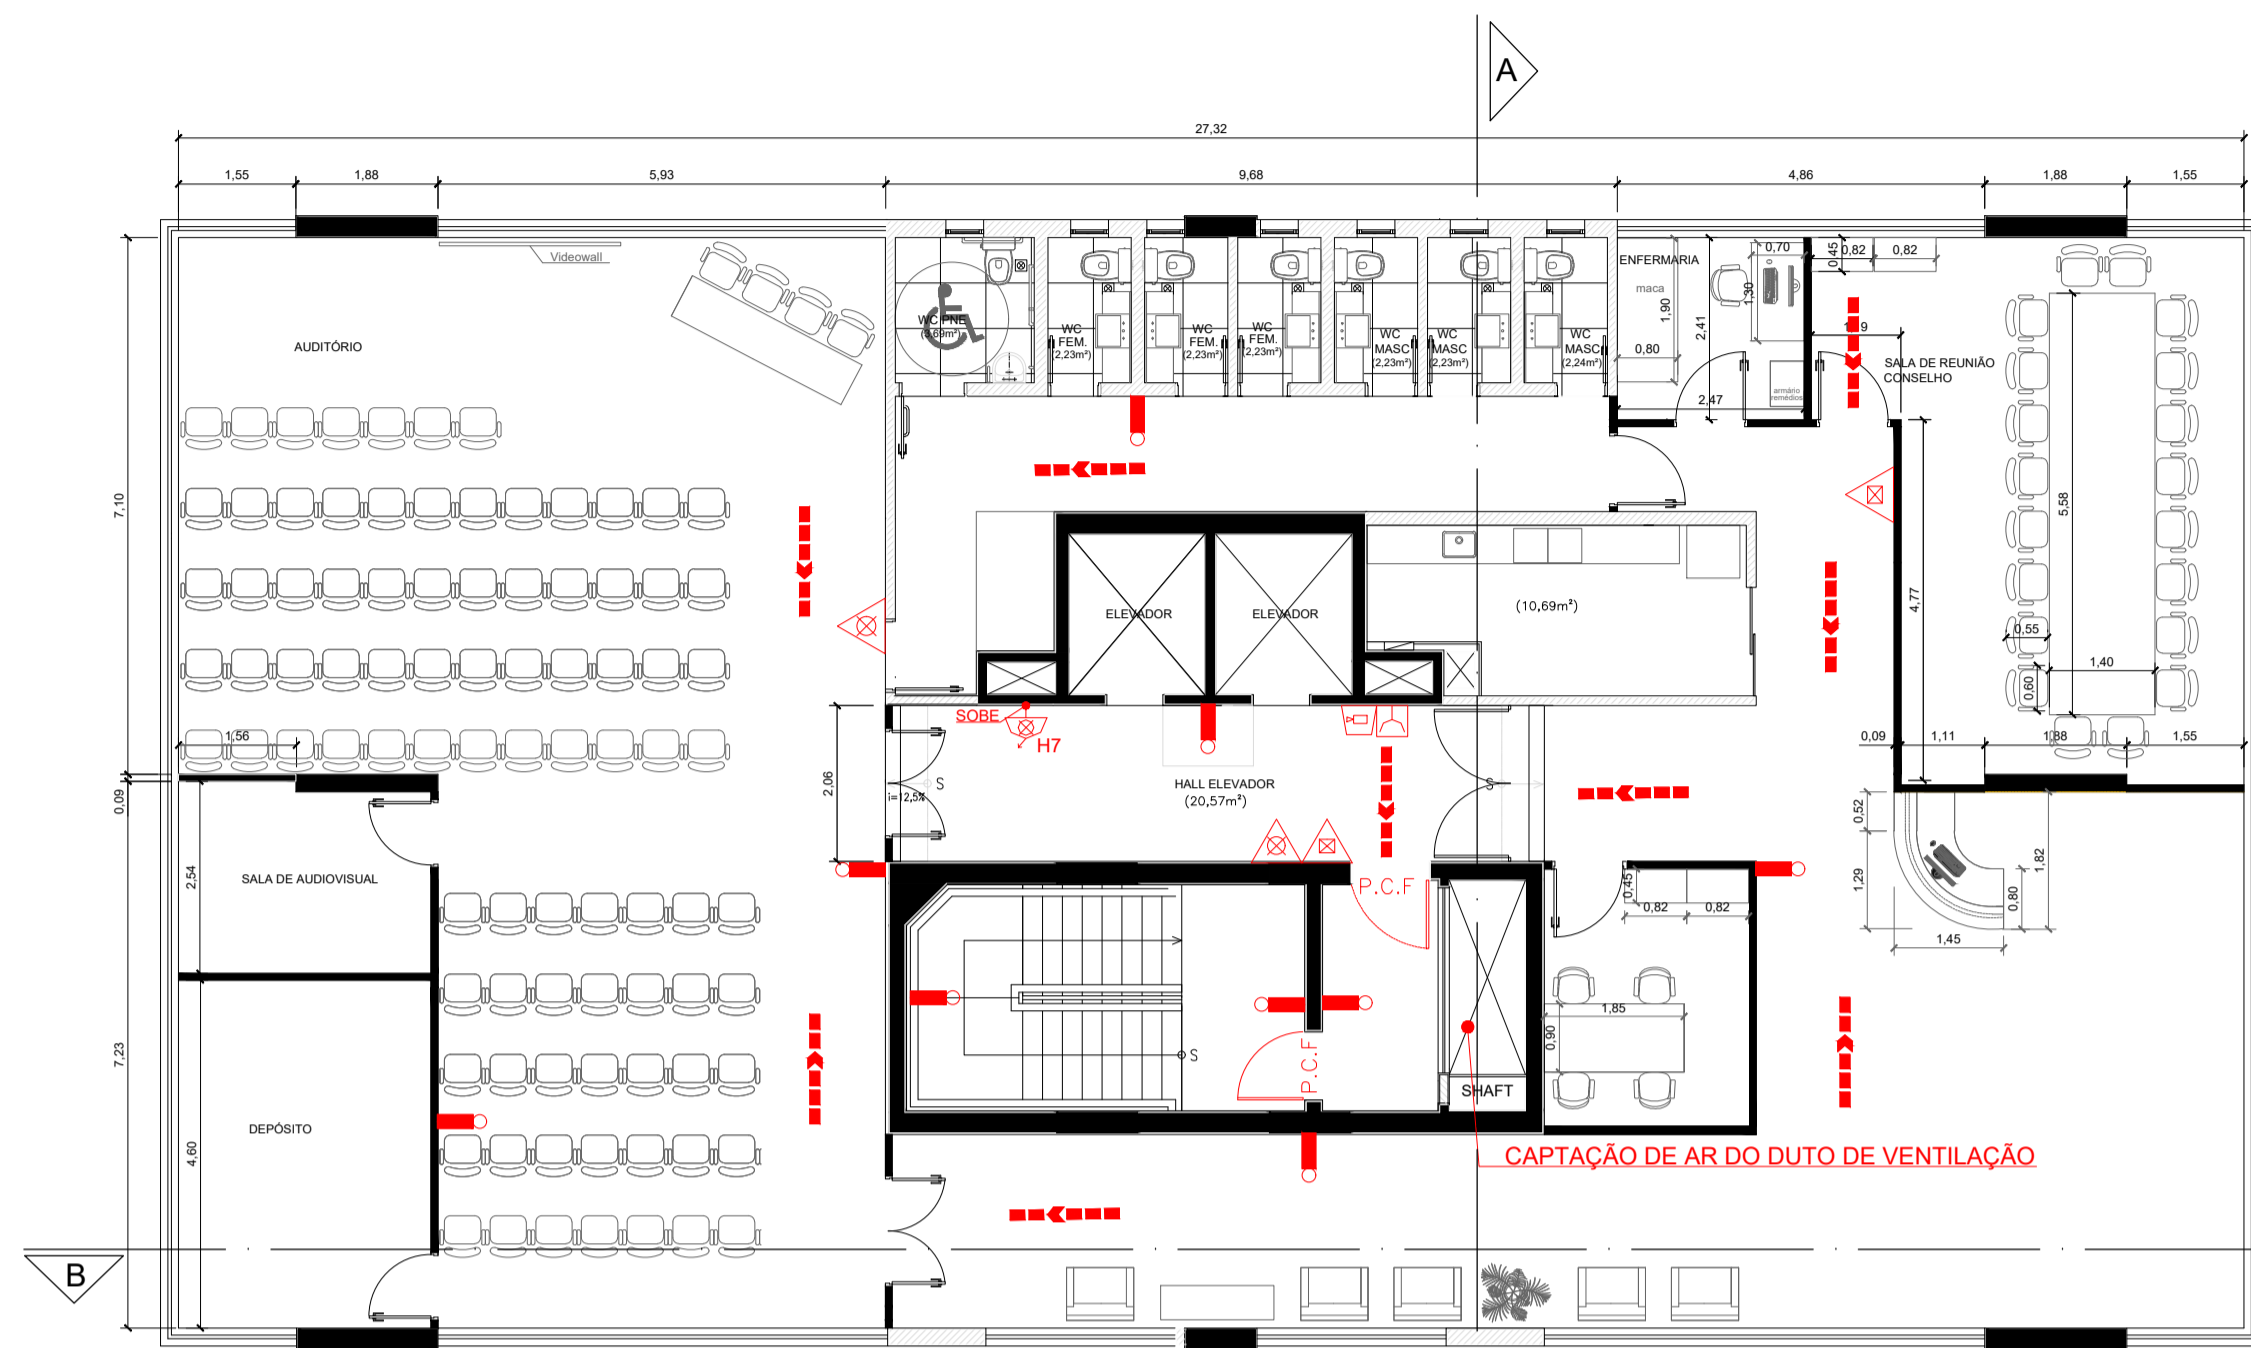 A
27,32
1,55
1,88
5,93
9,68
4,86
1,88
1,55
Videowall
AUDITÓRIO
WC PNE
(3,69m²)
WC
FEM.
(2,23m²)
WC
FEM.
(2,23m²)
WC
FEM.
(2,23m²)
WC
MASC
(2,23m²)
WC
MASC
(2,23m²)
WC
MASC
(2,24m²)
ENFERMARIA
maca
1,90
2,41
0,80
2,47
0,70
1,30
armário
remédios
0,45
0,82
0,82
SALA DE REUNIÃO
CONSELHO
7,10
5,58
4,77
0,55
1,40
0,60
ELEVADOR
ELEVADOR
(10,69m²)
SOBE
H7
1,56
0,09
2,06
S
i=12,5%
HALL ELEVADOR
(20,57m²)
S
0,09
1,11
1,88
1,55
2,54
SALA DE AUDIOVISUAL
P.C.F
0,45
0,82
0,82
0,52
1,29
1,82
0,80
1,45
7,23
4,60
DEPÓSITO
S
P.C.F
SHAFT
1,85
0,90
CAPTAÇÃO DE AR DO DUTO DE VENTILAÇÃO
B